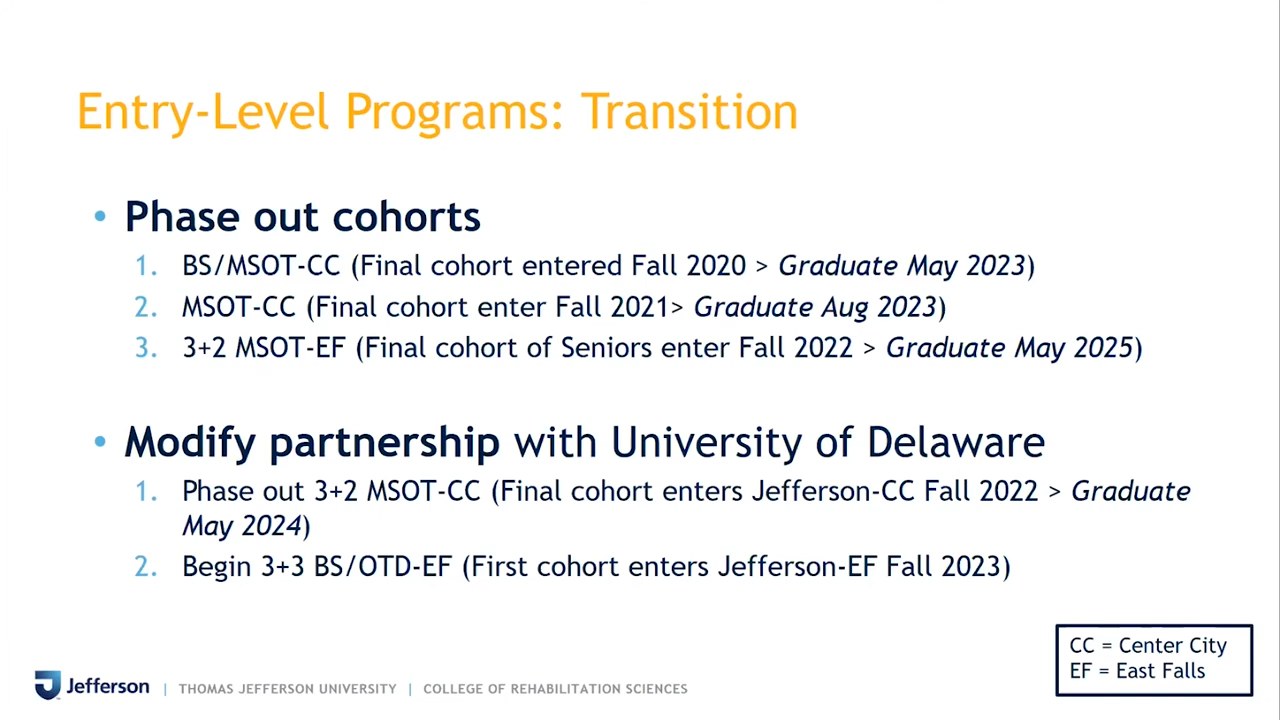 Entry-Level Programs: Transition
• Phase out cohorts
1. BS/MSOT-CC (Final cohort entered Fall 2020 > Graduate May 2023)
2. MSOT-CC (Final cohort enter Fall 2021> Graduate Aug 2023)
3. 3+2 MSOT-EF (Final cohort of Seniors enter Fall 2022 > Graduate May 2025)
• Modify partnership with University of Delaware
1. Phase out 3+2 MSOT-CC (Final cohort enters Jefferson-CC Fall 2022 > Graduate
May 2024)
2. Begin 3+3 BS/OTD-EF (First cohort enters Jefferson-EF Fall 2023)
CC = Center City
EF = East Falls
Jefferson | THOMAS JEFFERSON UNIVERSITY | COLLEGE OF REHABILITATION SCIENCES